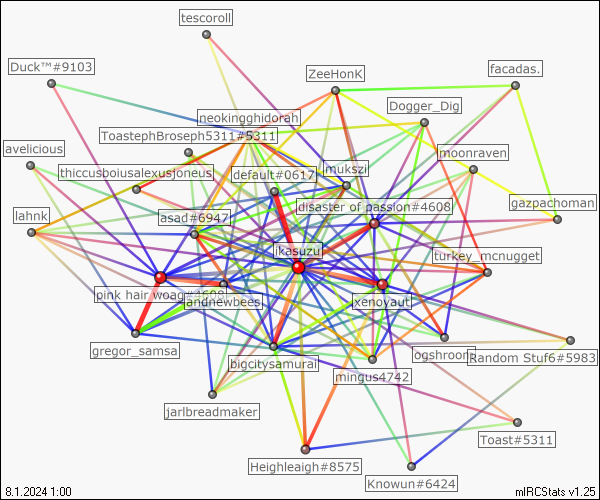 tescoroll
Duck™#9103
ZeeHonK
facadas.
neokingghidorah
Dogger_Dig
ToastephBroseph5311#5311
avelicious
moonraven
thiccusboiusalexusjoneus
default#0617
mukszi
lahnk
asad#6947
disaster of passion#4608
gazpachoman
ikasuzu
turkey_mcnugget
pink hair woag#4608
andnewbees
xenoyaut
gregor_samsa
bigcitysamurai
ogshroom
Random Stuf6#5983
mingus4742
jarlbreadmaker
Toast#5311
Heighleaigh#8575
Knowun#6424
8.1.2024 1:00
mIRCStats v1.25